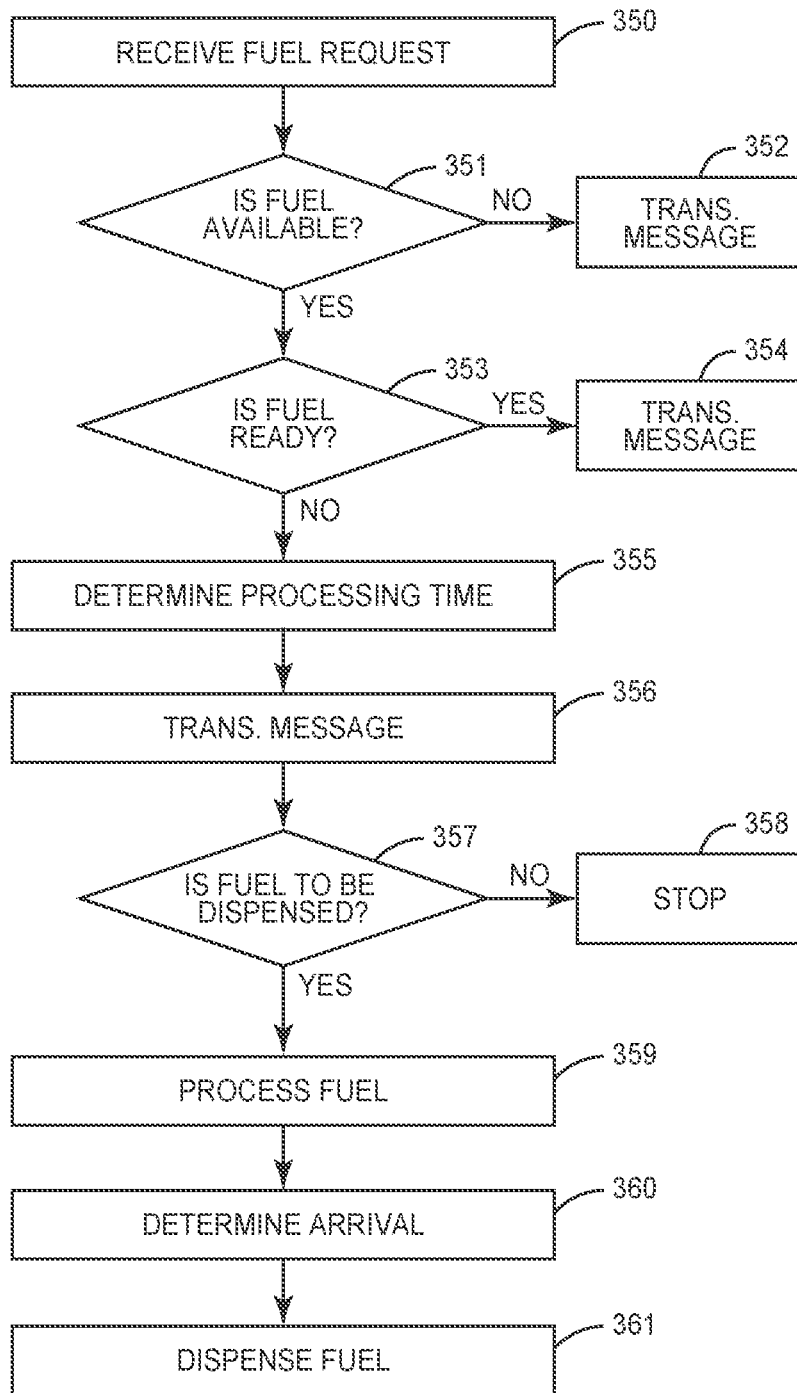 350
RECEIVE FUEL REQUEST
351
IS FUEL
AVAILABLE?
NO
352
TRANS.
MESSAGE
YES
353
IS FUEL
READY?
YES
354
TRANS.
MESSAGE
NO
355
DETERMINE PROCESSING TIME
356
TRANS. MESSAGE
357
IS FUEL TO BE
DISPENSED?
NO
358
STOP
YES
359
PROCESS FUEL
360
DETERMINE ARRIVAL
361
DISPENSE FUEL